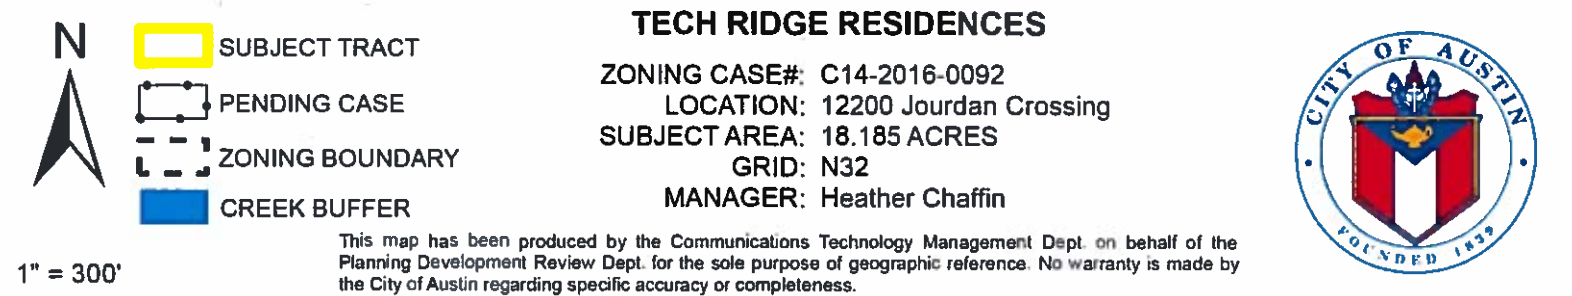 N
SUBJECT TRACT
PENDING CASE
ZONING BOUNDARY
CREEK BUFFER
1" = 300'
TECH RIDGE RESIDENCES
ZONING CASE#: C14-2016-0092
LOCATION: 12200 Jourdan Crossing
SUBJECT AREA: 18.185 ACRES
GRID: N32
MANAGER: Heather Chaffin
This map has been produced by the Communications Technology Management Dept. on behalf of the
Planning Development Review Dept. for the sole purpose of geographic reference. No warranty is made by
the City of Austin regarding specific accuracy or completeness.
CITY OF AUSTIN
FOUNDED 1839